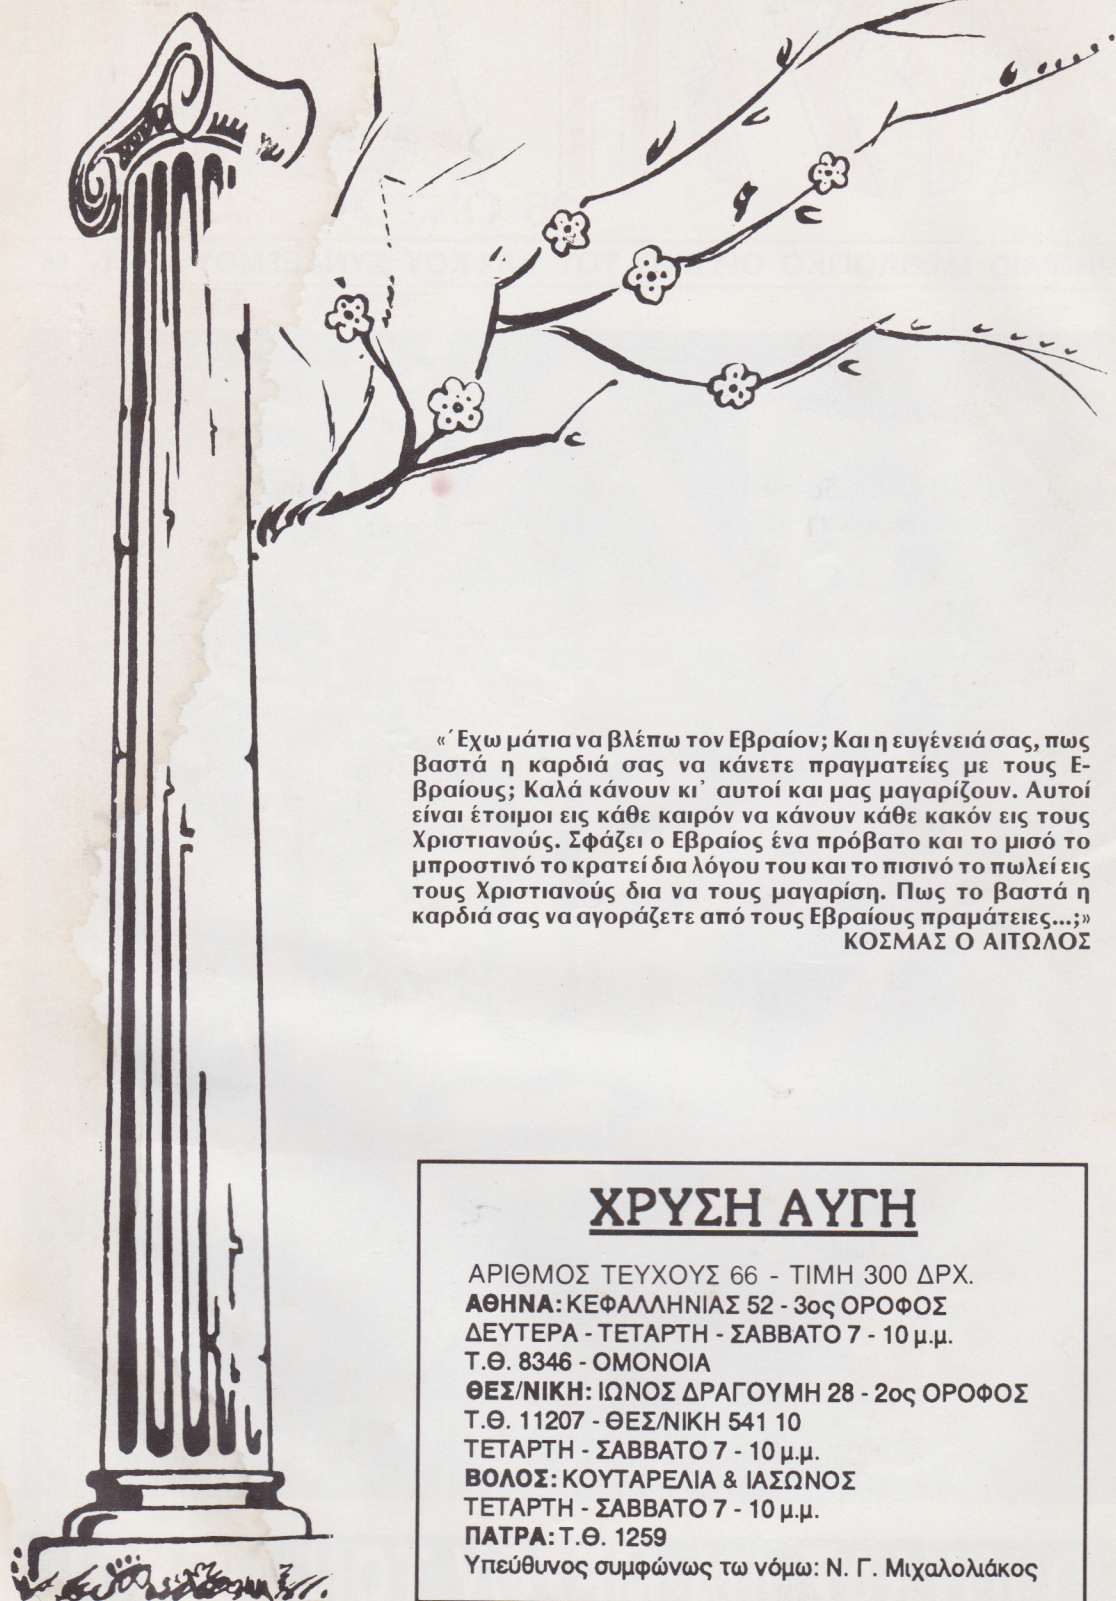 «Έχω μάτια να βλέπω τον Εβραίον; Και η ευγένειά σας, πως
βαστά η καρδιά σας να κάνετε πραγματείες με τους Ε-
βραίους; Καλά κάνουν κι' αυτοί και μας μαγαρίζουν. Αυτοί
είναι έτοιμοι εις κάθε καιρόν να κάνουν κάθε κακόν εις τους
Χριστιανούς. Σφάζει ο Εβραίος ένα πρόβατο και το μισό το
μπροστινό το κρατεί δια λόγου του και το πισινό το πωλεί εις
τους Χριστιανούς δια να τους μαγαρίση. Πως το βαστά η
καρδιά σας να αγοράζετε από τους Εβραίους πραμάτειες...;»
ΚΟΣΜΑΣ Ο ΑΙΤΩΛΟΣ
ΧΡΥΣΗ ΑΥΓΗ
ΑΡΙΘΜΟΣ ΤΕΥΧΟΥΣ 66 - ΤΙΜΗ 300 ΔΡΧ.
ΑΘΗΝΑ: ΚΕΦΑΛΛΗΝΙΑΣ 52 - 3ος ΟΡΟΦΟΣ
ΔΕΥΤΕΡΑ - ΤΕΤΑΡΤΗ - ΣΑΒΒΑΤΟ 7 - 10 μ.μ.
Τ.Θ. 8346 - ΟΜΟΝΟΙΑ
ΘΕΣ/ΝΙΚΗ: ΙΩΝΟΣ ΔΡΑΓΟΥΜΗ 28 - 2ος ΟΡΟΦΟΣ
Τ.Θ. 11207 - ΘΕΣ/ΝΙΚΗ 541 10
ΤΕΤΑΡΤΗ - ΣΑΒΒΑΤΟ 7 - 10 μ.μ.
ΒΟΛΟΣ: ΚΟΥΤΑΡΕΛΙΑ & ΙΑΣΩΝΟΣ
ΤΕΤΑΡΤΗ - ΣΑΒΒΑΤΟ 7 - 10 μ.μ.
ΠΑΤΡΑ: Τ.Θ. 1259
Υπεύθυνος συμφώνως τω νόμω: Ν. Γ. Μιχαλολιάκος